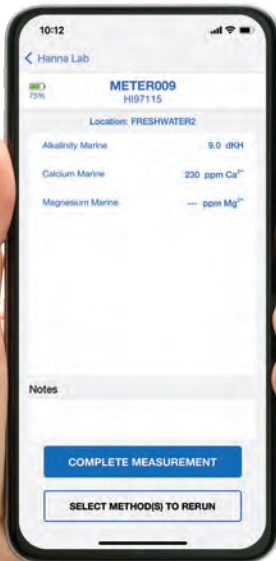 10:12
Hanna Lab
75%
METER009
HI97115
Location: FRESHWATER2
Alkalinity Marine 9.0 dKH
Calcium Marine 230 ppm Ca²⁺
Magnesium Marine --- ppm Mg²⁺
Notes
COMPLETE MEASUREMENT
SELECT METHOD(S) TO RERUN